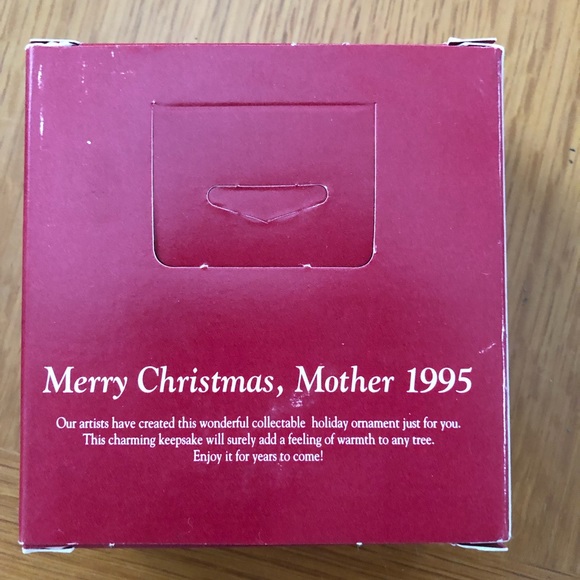 Merry Christmas, Mother 1995
Our artists have created this wonderful collectable holiday ornament just for you.
This charming keepsake will surely add a feeling of warmth to any tree.
Enjoy it for years to come!